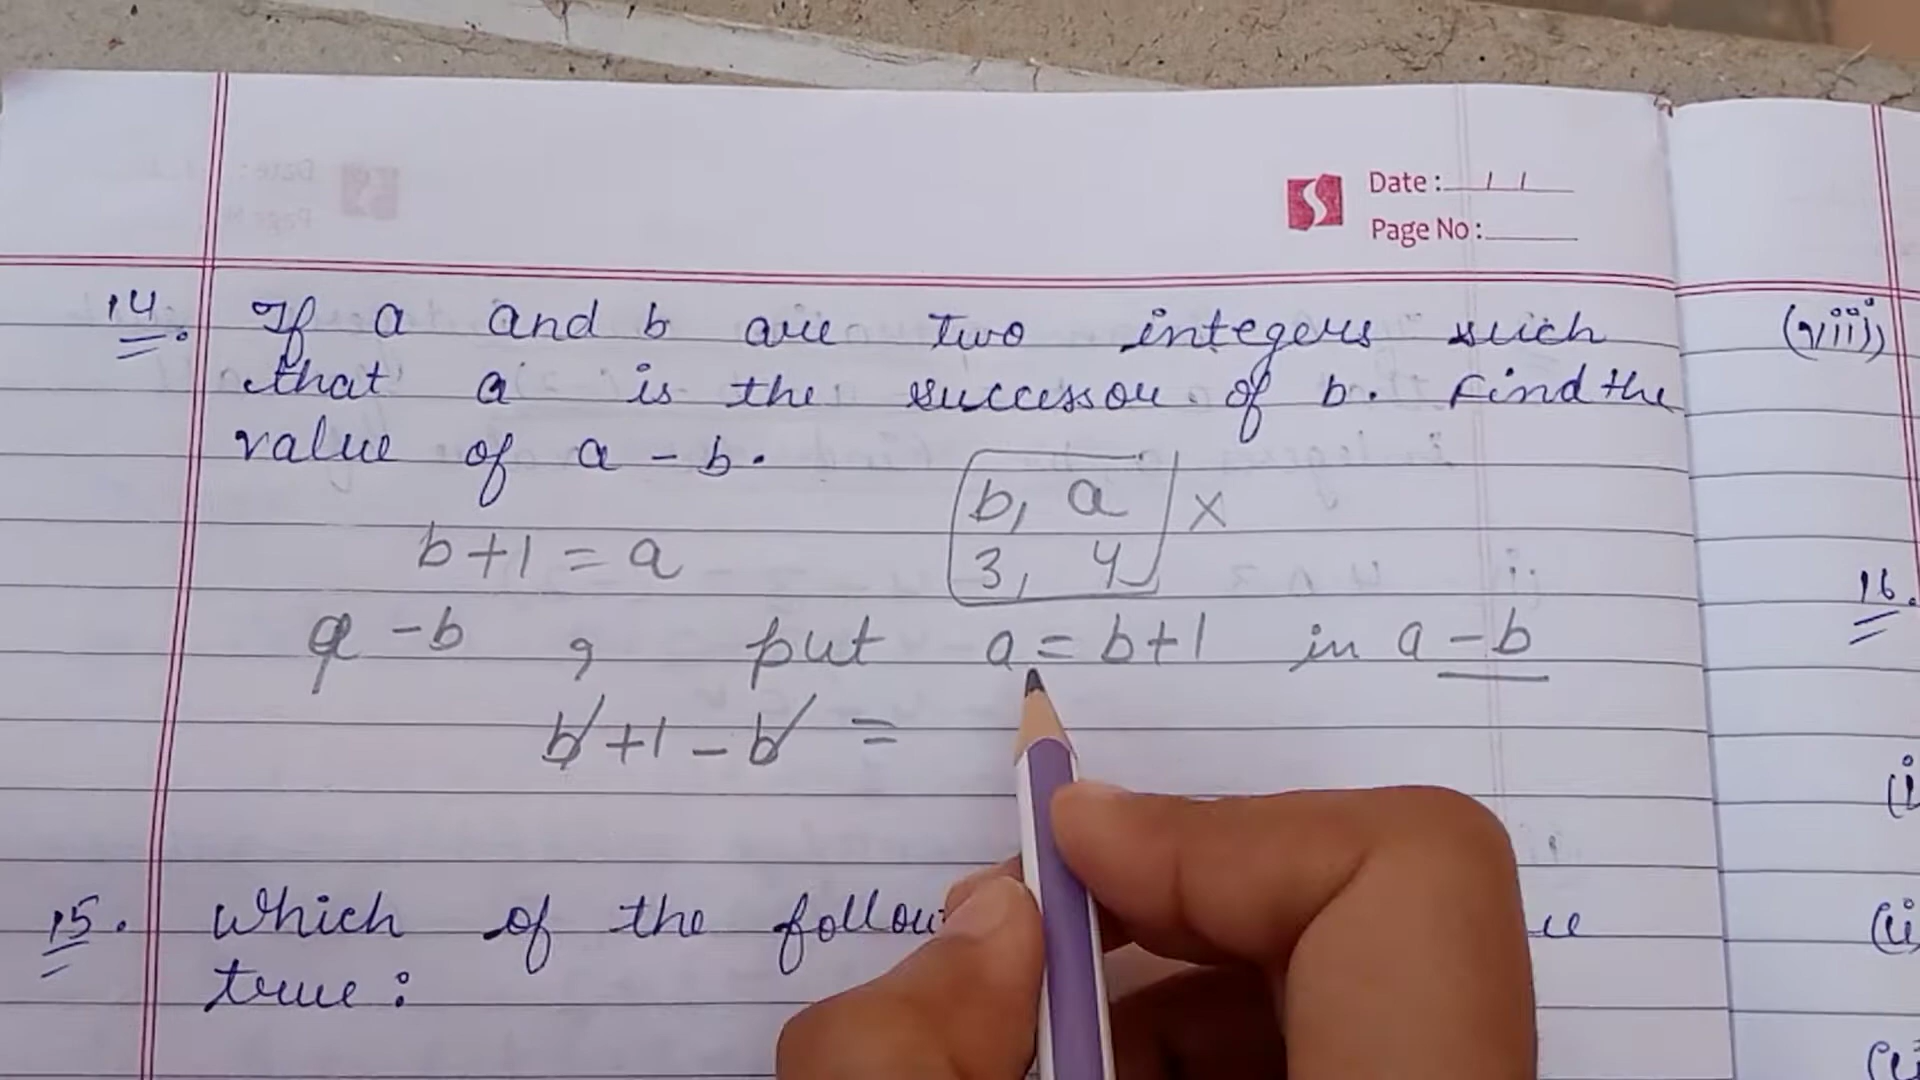 Date : / /
Page No :
14. If a and b are two integers such
that a is the successor of b. Find the
value of a - b.
b, a
3, 4 ×
b+1 = a
a - b , put a = b+1 in a - b
b +1 - b =
15. Which of the
true :
(viii)
16.
(i
(ii